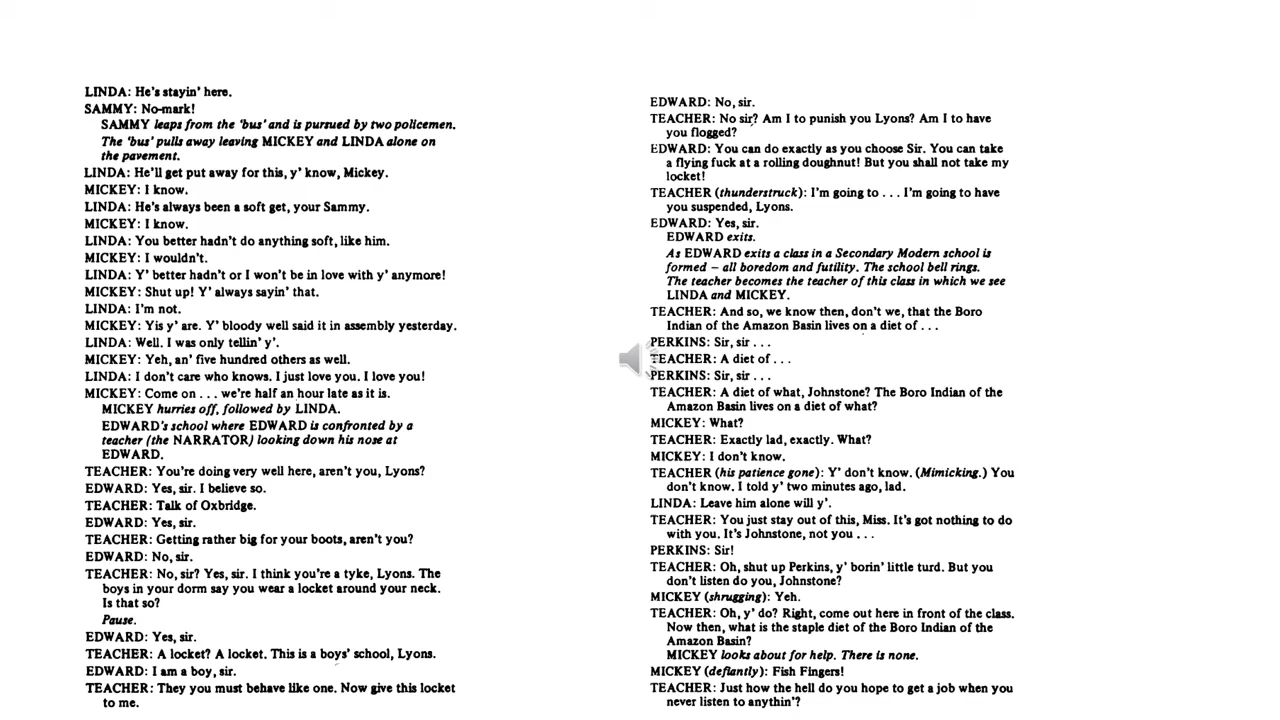 LINDA: He's stayin' here.
SAMMY: No-mark!
SAMMY leaps from the 'bus' and is pursued by two policemen.
The 'bus' pulls away leaving MICKEY and LINDA alone on
the pavement.
LINDA: He'll get put away for this, y' know, Mickey.
MICKEY: I know.
LINDA: He's always been a soft get, your Sammy.
MICKEY: I know.
LINDA: You better hadn't do anything soft, like him.
MICKEY: I wouldn't.
LINDA: Y' better hadn't or I won't be in love with y' anymore!
MICKEY: Shut up! Y' always sayin' that.
LINDA: I'm not.
MICKEY: Yis y' are. Y' bloody well said it in assembly yesterday.
LINDA: Well. I was only tellin' y'.
MICKEY: Yeh, an' five hundred others as well.
LINDA: I don't care who knows. I just love you. I love you!
MICKEY: Come on . . . we're half an hour late as it is.
MICKEY hurries off, followed by LINDA.
EDWARD's school where EDWARD is confronted by a
teacher (the NARRATOR) looking down his nose at
EDWARD.
TEACHER: You're doing very well here, aren't you, Lyons?
EDWARD: Yes, sir. I believe so.
TEACHER: Talk of Oxbridge.
EDWARD: Yes, sir.
TEACHER: Getting rather big for your boots, aren't you?
EDWARD: No, sir.
TEACHER: No, sir? Yes, sir. I think you're a tyke, Lyons. The
boys in your dorm say you wear a locket around your neck.
Is that so?
Pause.
EDWARD: Yes, sir.
TEACHER: A locket? A locket. This is a boys' school, Lyons.
EDWARD: I am a boy, sir.
TEACHER: They you must behave like one. Now give this locket
to me.
EDWARD: No, sir.
TEACHER: No sir? Am I to punish you Lyons? Am I to have
you flogged?
EDWARD: You can do exactly as you choose Sir. You can take
a flying fuck at a rolling doughnut! But you shall not take my
locket!
TEACHER (thunderstruck): I'm going to . . . I'm going to have
you suspended, Lyons.
EDWARD: Yes, sir.
EDWARD exits.
As EDWARD exits a class in a Secondary Modern school is
formed – all boredom and futility. The school bell rings.
The teacher becomes the teacher of this class in which we see
LINDA and MICKEY.
TEACHER: And so, we know then, don't we, that the Boro
Indian of the Amazon Basin lives on a diet of . . .
PERKINS: Sir, sir . . .
TEACHER: A diet of . . .
PERKINS: Sir, sir . . .
TEACHER: A diet of what, Johnstone? The Boro Indian of the
Amazon Basin lives on a diet of what?
MICKEY: What?
TEACHER: Exactly lad, exactly. What?
MICKEY: I don't know.
TEACHER (his patience gone): Y' don't know. (Mimicking.) You
don't know. I told y' two minutes ago, lad.
LINDA: Leave him alone will y'.
TEACHER: You just stay out of this, Miss. It's got nothing to do
with you. It's Johnstone, not you . . .
PERKINS: Sir!
TEACHER: Oh, shut up Perkins, y' borin' little turd. But you
don't listen do you, Johnstone?
MICKEY (shrugging): Yeh.
TEACHER: Oh, y' do? Right, come out here in front of the class.
Now then, what is the staple diet of the Boro Indian of the
Amazon Basin?
MICKEY looks about for help. There is none.
MICKEY (defiantly): Fish Fingers!
TEACHER: Just how the hell do you hope to get a job when you
never listen to anythin'?